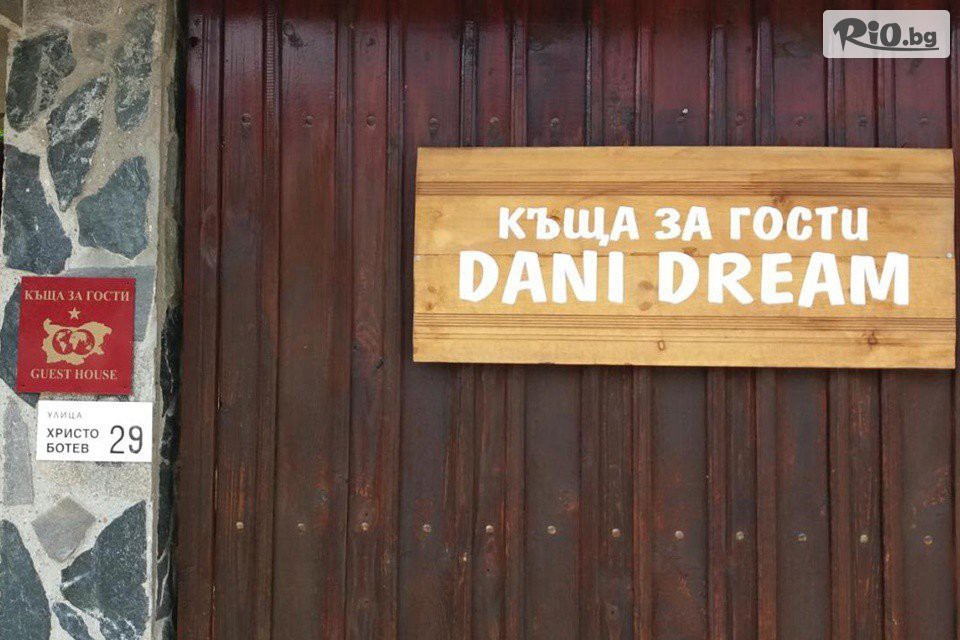 RiO.bg
КЪЩА ЗА ГОСТИ
DANI DREAM
КЪЩА ЗА ГОСТИ
GUEST HOUSE
УЛИЦА
ХРИСТО
БОТЕВ 29